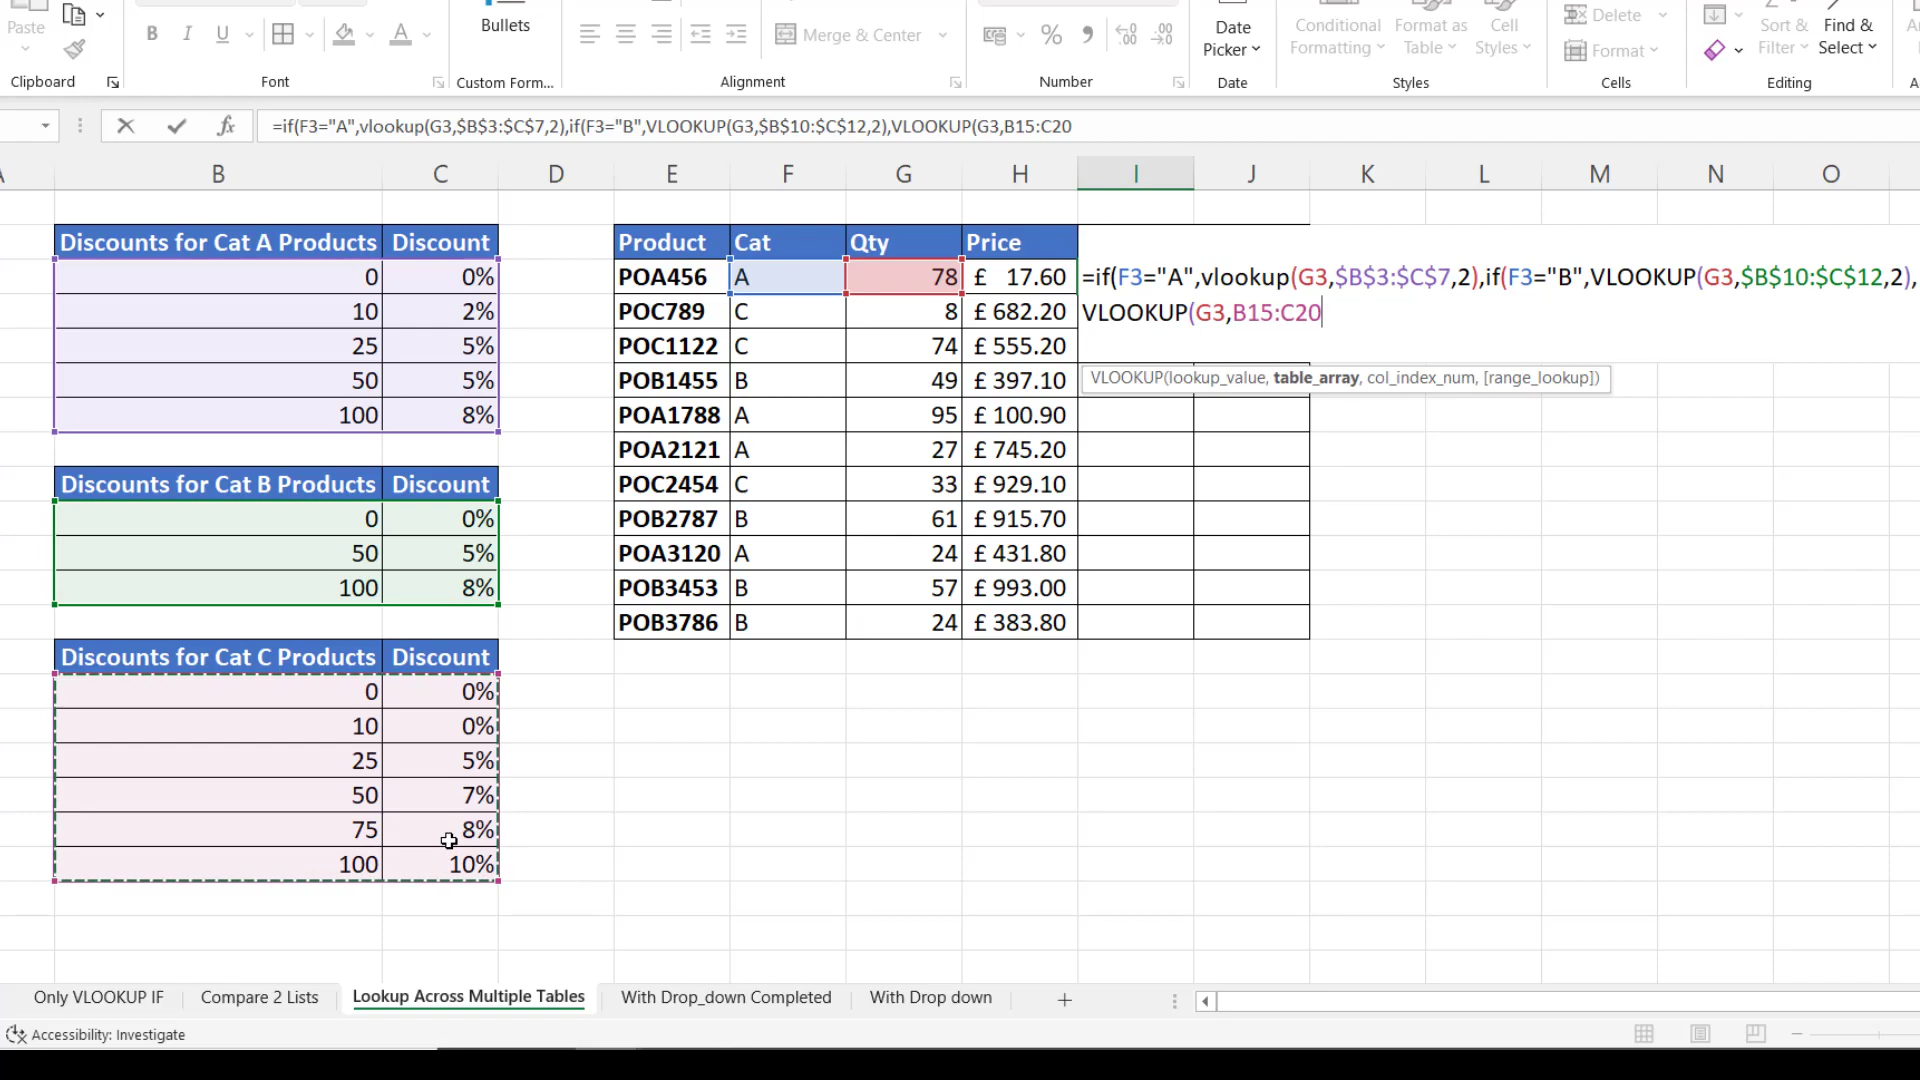 Paste
B I U
A
Bullets
Merge & Center
%
Date
Picker
Conditional
Formatting
Format as
Table
Cell
Styles
Delete
Format
Sort &
Filter
Find &
Select
Clipboard
Font
Custom Form...
Alignment
Number
Date
Styles
Cells
Editing
fx
=if(F3="A",vlookup(G3,$B$3:$C$7,2),if(F3="B",VLOOKUP(G3,$B$10:$C$12,2),VLOOKUP(G3,B15:C20
B C D E F G H I J K L M N O
Discounts for Cat A Products Discount
0 0%
10 2%
25 5%
50 5%
100 8%
Discounts for Cat B Products Discount
0 0%
50 5%
100 8%
Discounts for Cat C Products Discount
0 0%
10 0%
25 5%
50 7%
75 8%
100 10%
Product Cat Qty Price
POA456 A 78 £ 17.60
POC789 C 8 £ 682.20
POC1122 C 74 £ 555.20
POB1455 B 49 £ 397.10
POA1788 A 95 £ 100.90
POA2121 A 27 £ 745.20
POC2454 C 33 £ 929.10
POB2787 B 61 £ 915.70
POA3120 A 24 £ 431.80
POB3453 B 57 £ 993.00
POB3786 B 24 £ 383.80
=if(F3="A",vlookup(G3,$B$3:$C$7,2),if(F3="B",VLOOKUP(G3,$B$10:$C$12,2),
VLOOKUP(G3,B15:C20
VLOOKUP(lookup_value, table_array, col_index_num, [range_lookup])
Only VLOOKUP IF
Compare 2 Lists
Lookup Across Multiple Tables
With Drop_down Completed
With Drop down
Accessibility: Investigate